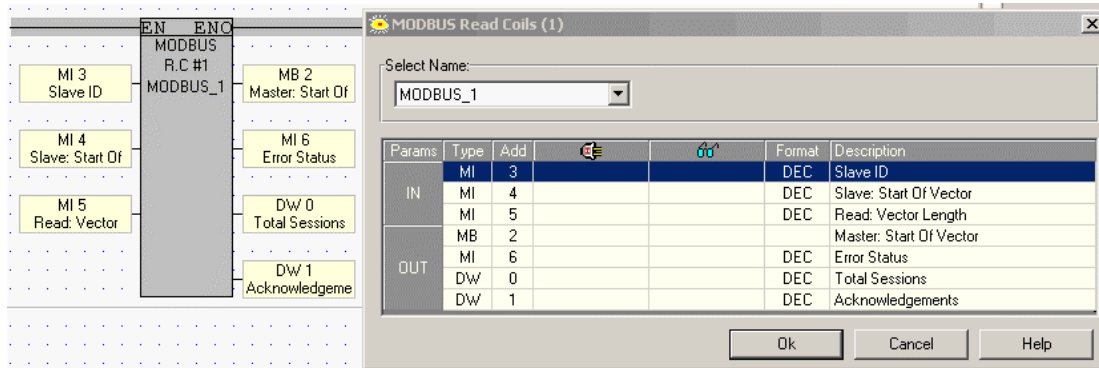 EN ENO
MODBUS
R.C #1
MODBUS_1
MI 3
Slave ID
MI 4
Slave: Start Of
MI 5
Read: Vector
MB 2
Master: Start Of
MI 6
Error Status
DW 0
Total Sessions
DW 1
Acknowledgeme
MODBUS Read Coils (1)
Select Name:
MODBUS_1
Params Type Add Format Description
IN
MI 3 DEC Slave ID
MI 4 DEC Slave: Start Of Vector
MI 5 DEC Read: Vector Length
OUT
MB 2 Master: Start Of Vector
MI 6 DEC Error Status
DW 0 DEC Total Sessions
DW 1 DEC Acknowledgements
Ok Cancel Help